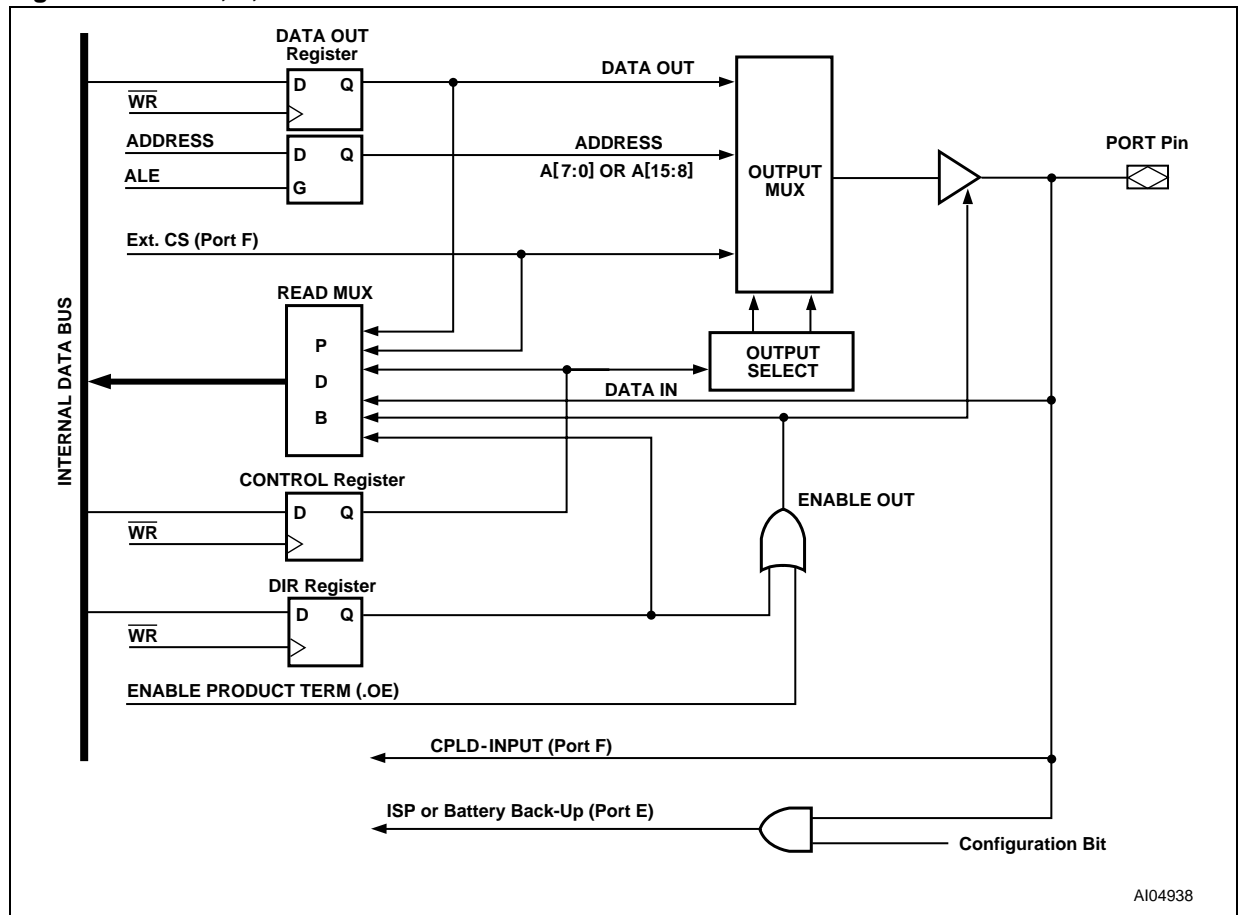 DATA OUT
Register
D Q
WR
DATA OUT
ADDRESS
D Q
ALE
G
ADDRESS
A[7:0] OR A[15:8]
OUTPUT
MUX
PORT Pin
Ext. CS (Port F)
READ MUX
P
D
B
OUTPUT
SELECT
DATA IN
INTERNAL DATA BUS
CONTROL Register
D Q
WR
ENABLE OUT
DIR Register
D Q
WR
ENABLE PRODUCT TERM (.OE)
CPLD-INPUT (Port F)
ISP or Battery Back-Up (Port E)
Configuration Bit
AI04938